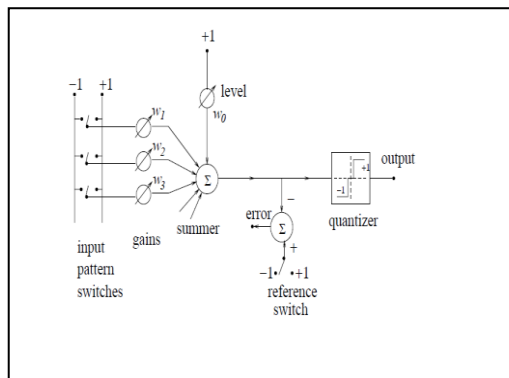 +1
−1 +1
level
w1
w0
w2
w3
Σ
output
+1
−1
quantizer
summer
gains
input
pattern
switches
−
error
Σ
+
−1 +1
reference
switch